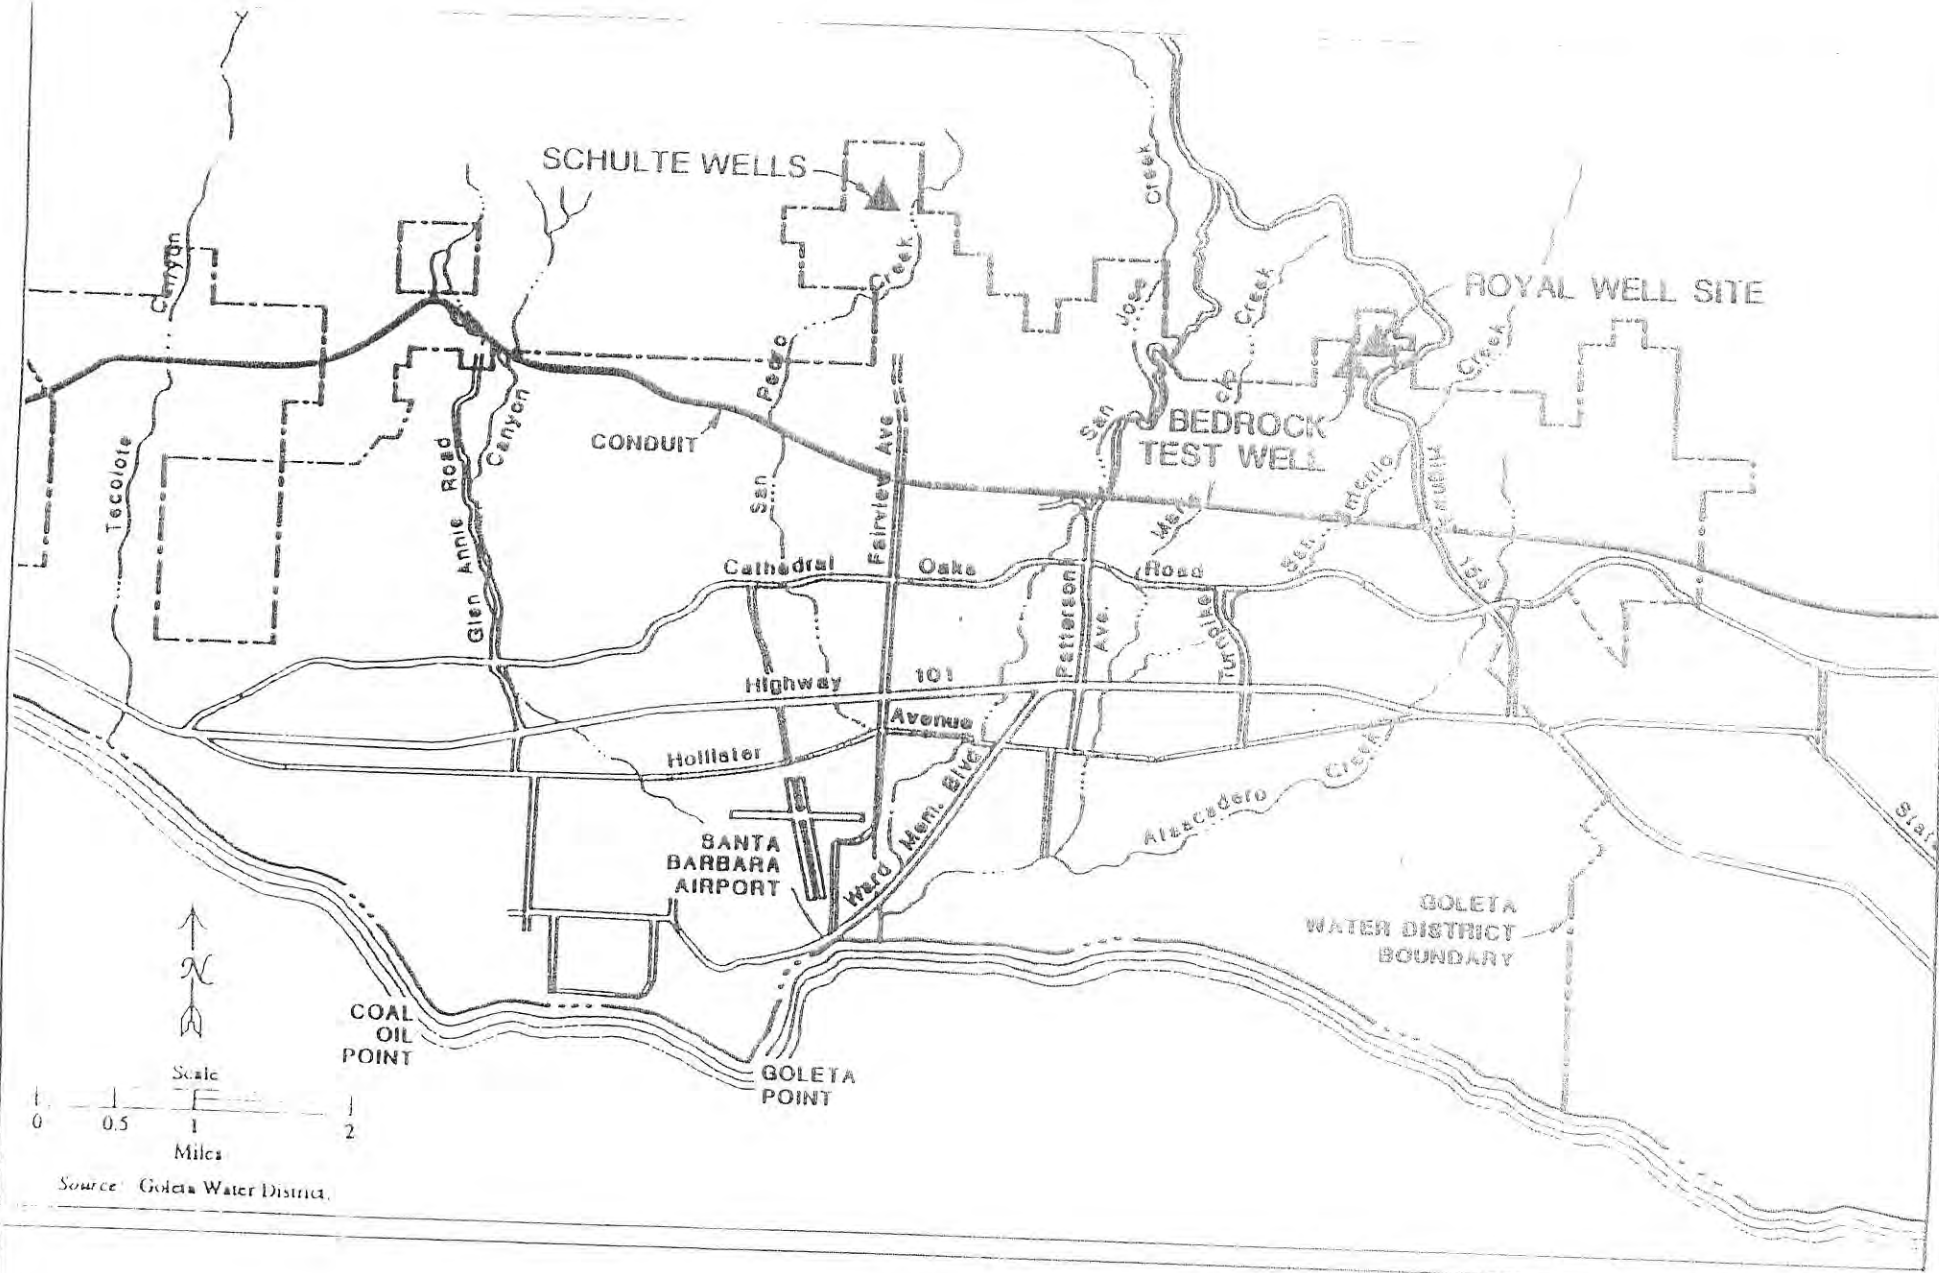 SCHULTE WELLS
Creek
Canyon
Creek
ROYAL WELL SITE
Jose
Creek
Creek
Pedro
CONDUIT
Canyon
San
BEDROCK
TEST WELL
Tecolote
Glen Annie Road
San
Fairview Ave
San
Highway
154
Cathedral Oaks Road
Patterson
Ave.
Turnpike
Highway 101
Avenue
Hollister
Ward Mem. Blvd
Atascadero Creek
SANTA
BARBARA
AIRPORT
GOLETA
WATER DISTRICT
BOUNDARY
N
COAL
OIL
POINT
GOLETA
POINT
Scale
0 0.5 1 2
Miles
Source: Goleta Water District.